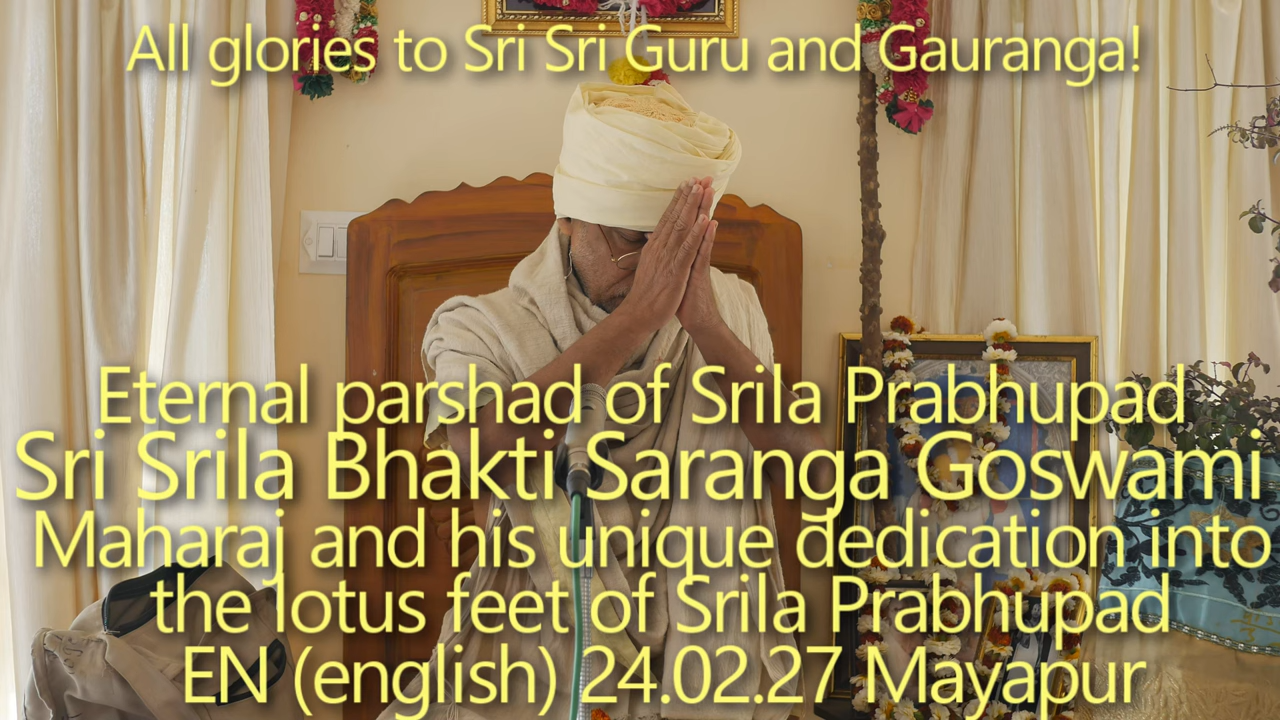 All glories to Sri Sri Guru and Gauranga!
Eternal parshad of Srila Prabhupad
Sri Srila Bhakti Saranga Goswami
Maharaj and his unique dedication into
the lotus feet of Srila Prabhupad
EN (english) 24.02.27 Mayapur